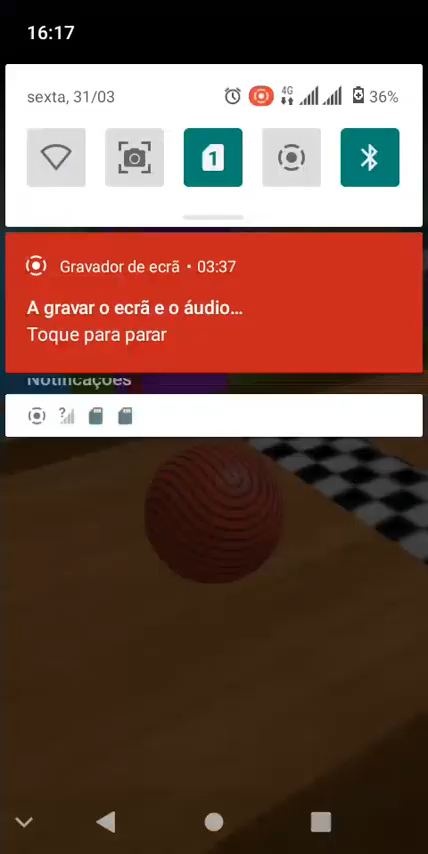 16:17
sexta, 31/03
4G
36%
1
Gravador de ecrã • 03:37
A gravar o ecrã e o áudio...
Toque para parar
Notificações
?